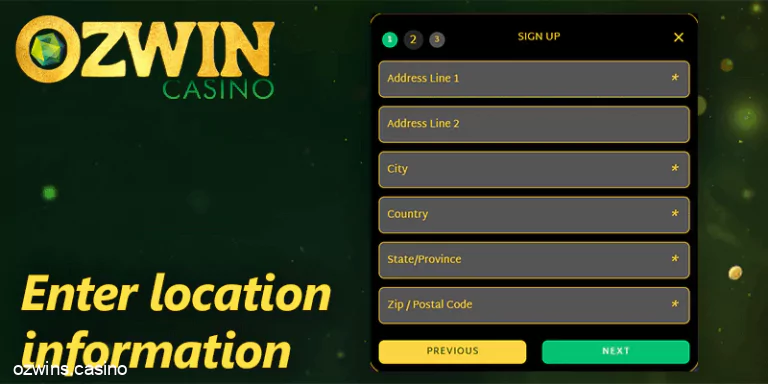 OZWIN
CASINO
Enter location
information
ozwins.casino
1 2 3
SIGN UP
×
Address Line 1 *
Address Line 2
City *
Country *
State/Province *
Zip / Postal Code *
PREVIOUS
NEXT